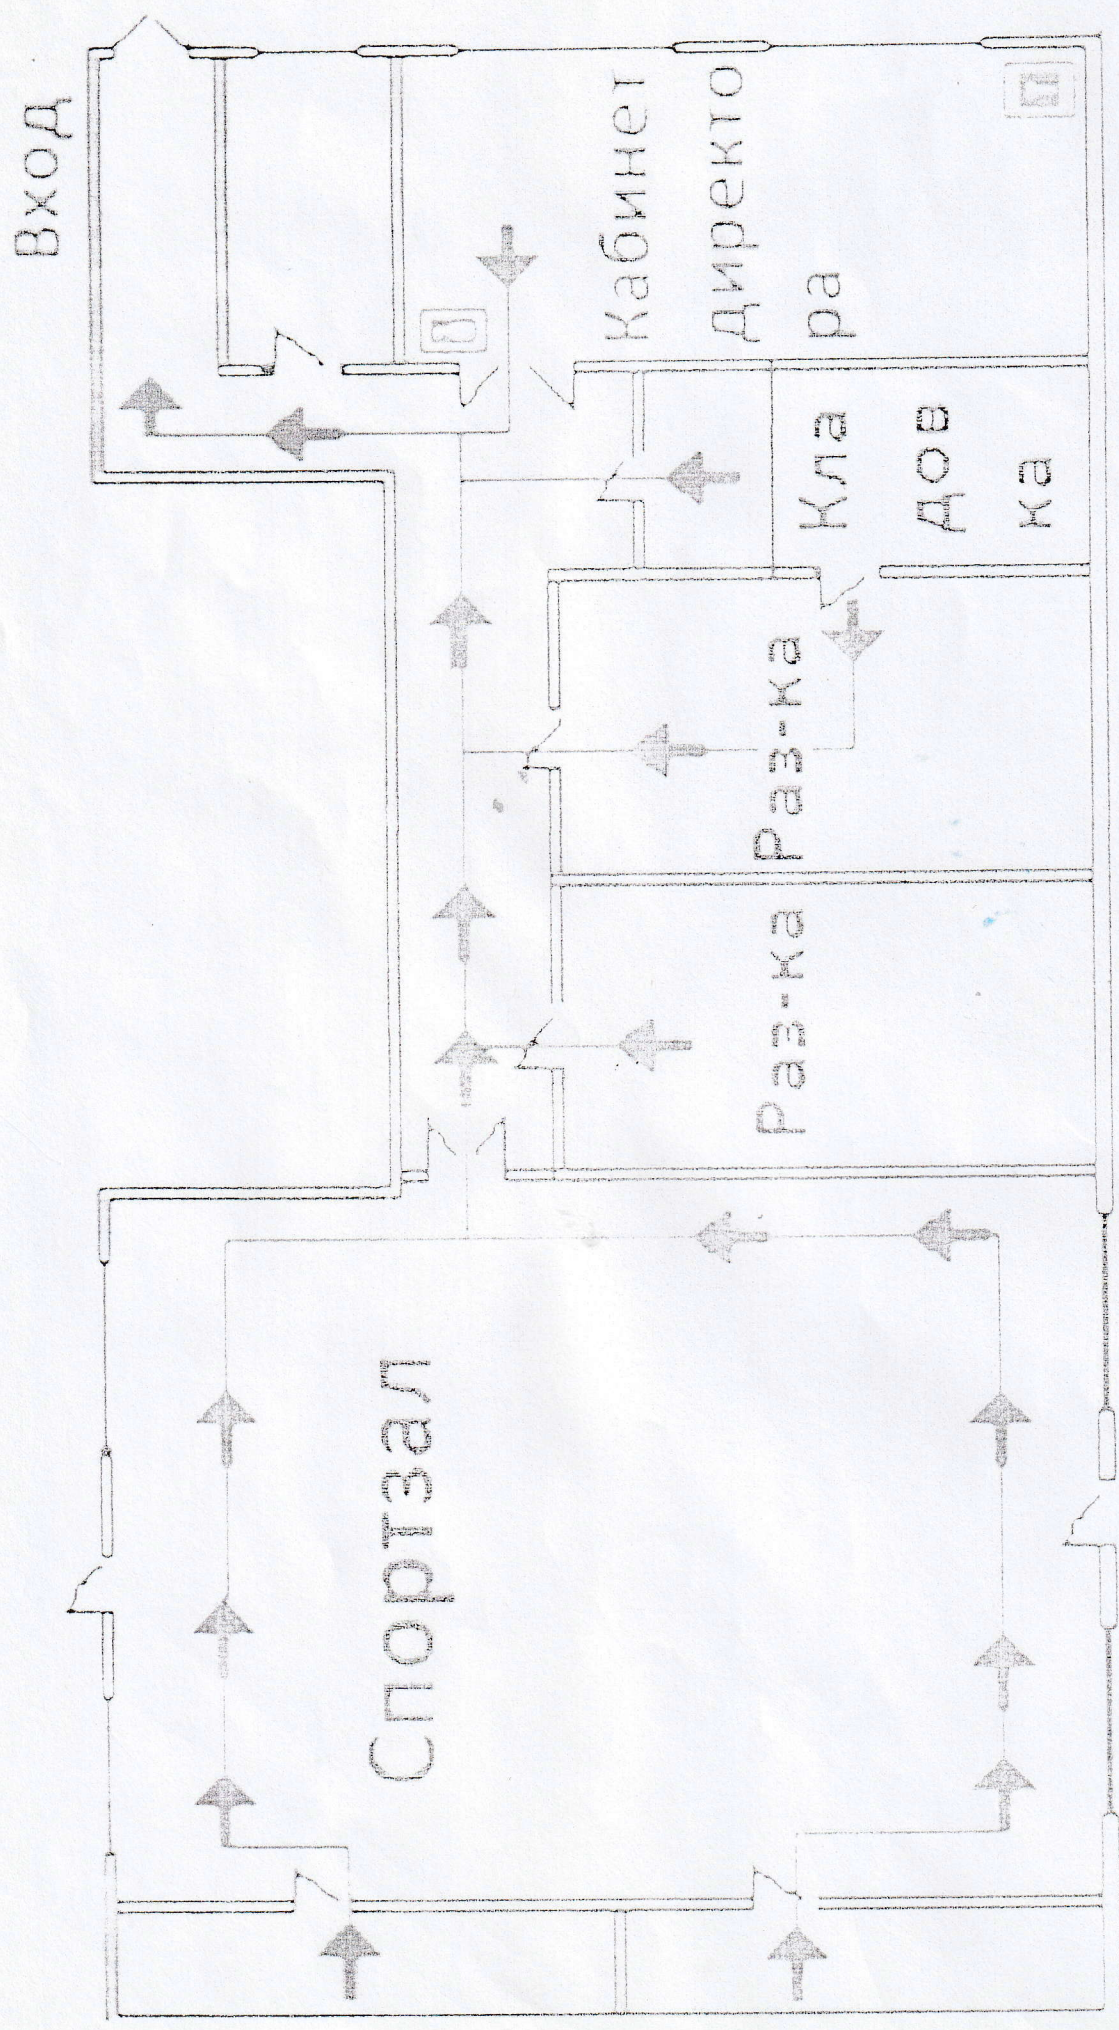 Вход
Кабинет
директо
ра
Кла
дов
ка
Раз-ка
Раз-ка
Спортзал